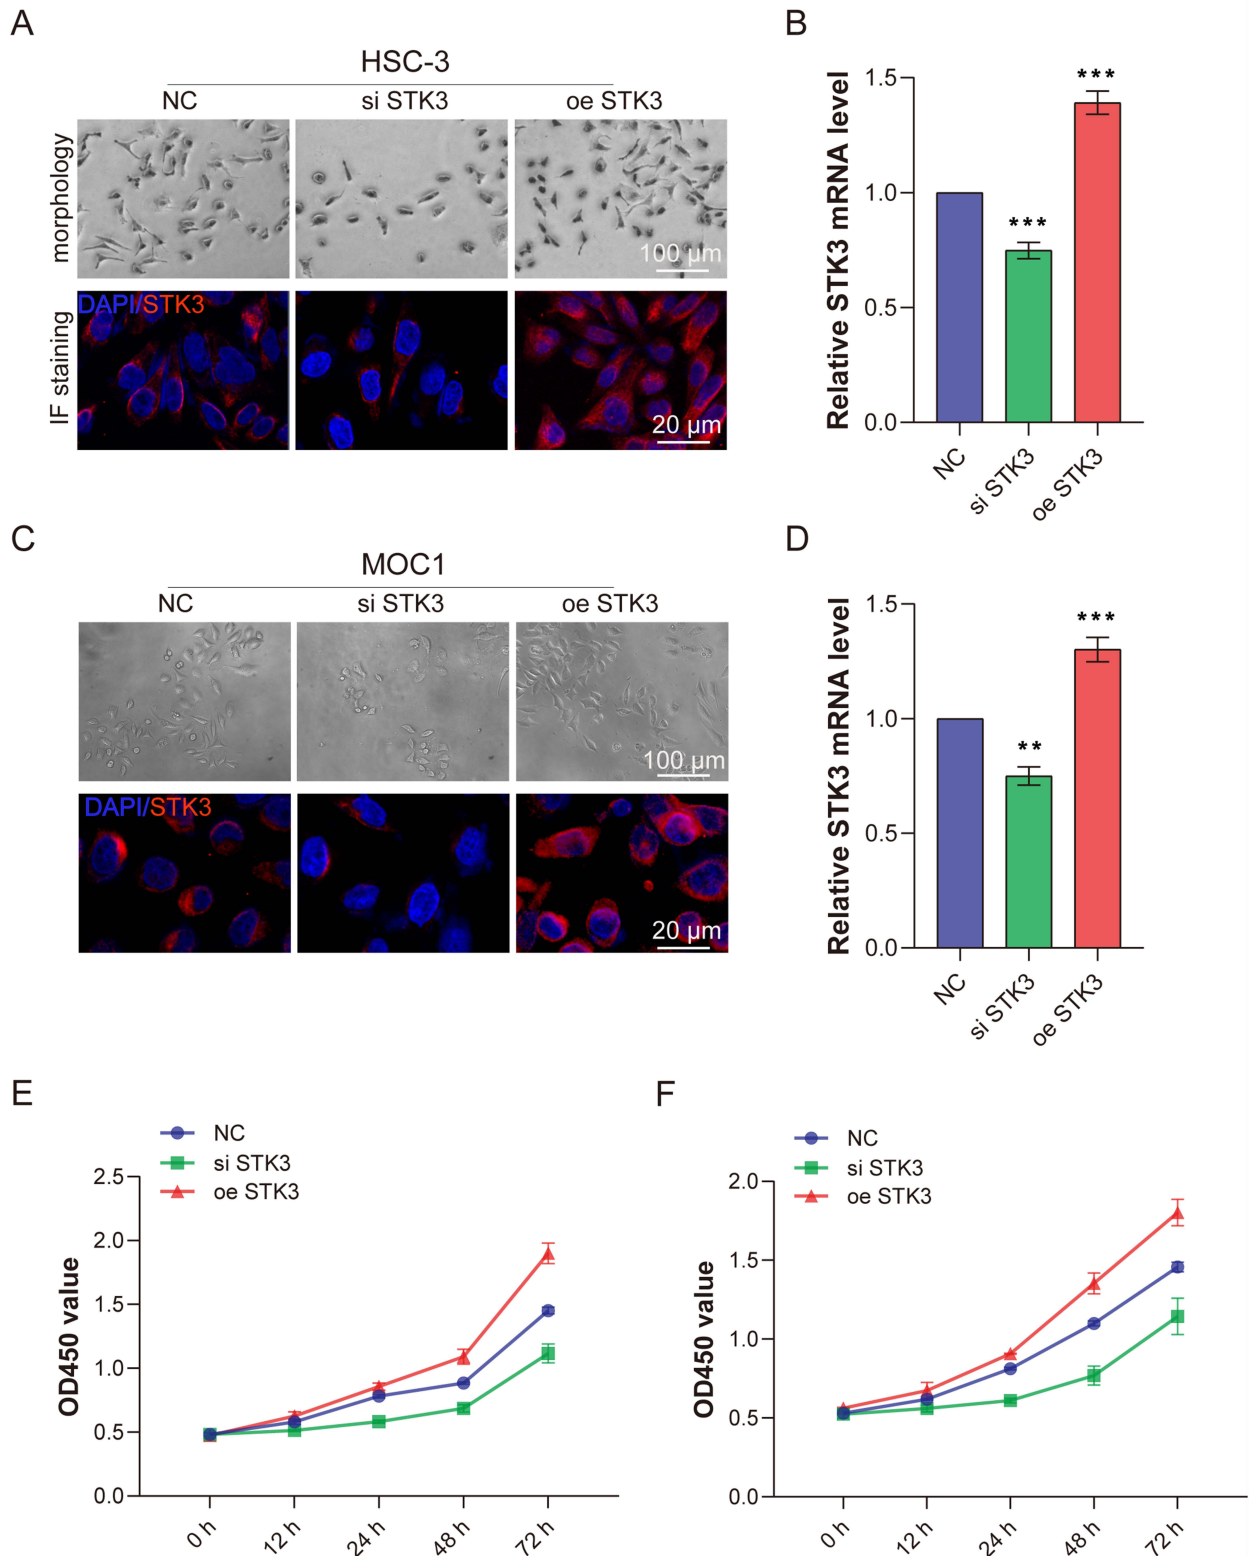 A
HSC-3
NC si STK3 oe STK3
morphology
100 µm
IF staining
DAPI/STK3
20 µm
B
Relative STK3 mRNA level
1.5
1.0
0.5
0.0
***
***
NC
si STK3
oe STK3
C
MOC1
NC si STK3 oe STK3
100 µm
DAPI/STK3
20 µm
D
Relative STK3 mRNA level
1.5
1.0
0.5
0.0
**
***
NC
si STK3
oe STK3
E
NC
si STK3
oe STK3
OD450 value
2.5
2.0
1.5
1.0
0.5
0.0
0 h
12 h
24 h
48 h
72 h
F
NC
si STK3
oe STK3
OD450 value
2.0
1.5
1.0
0.5
0.0
0 h
12 h
24 h
48 h
72 h